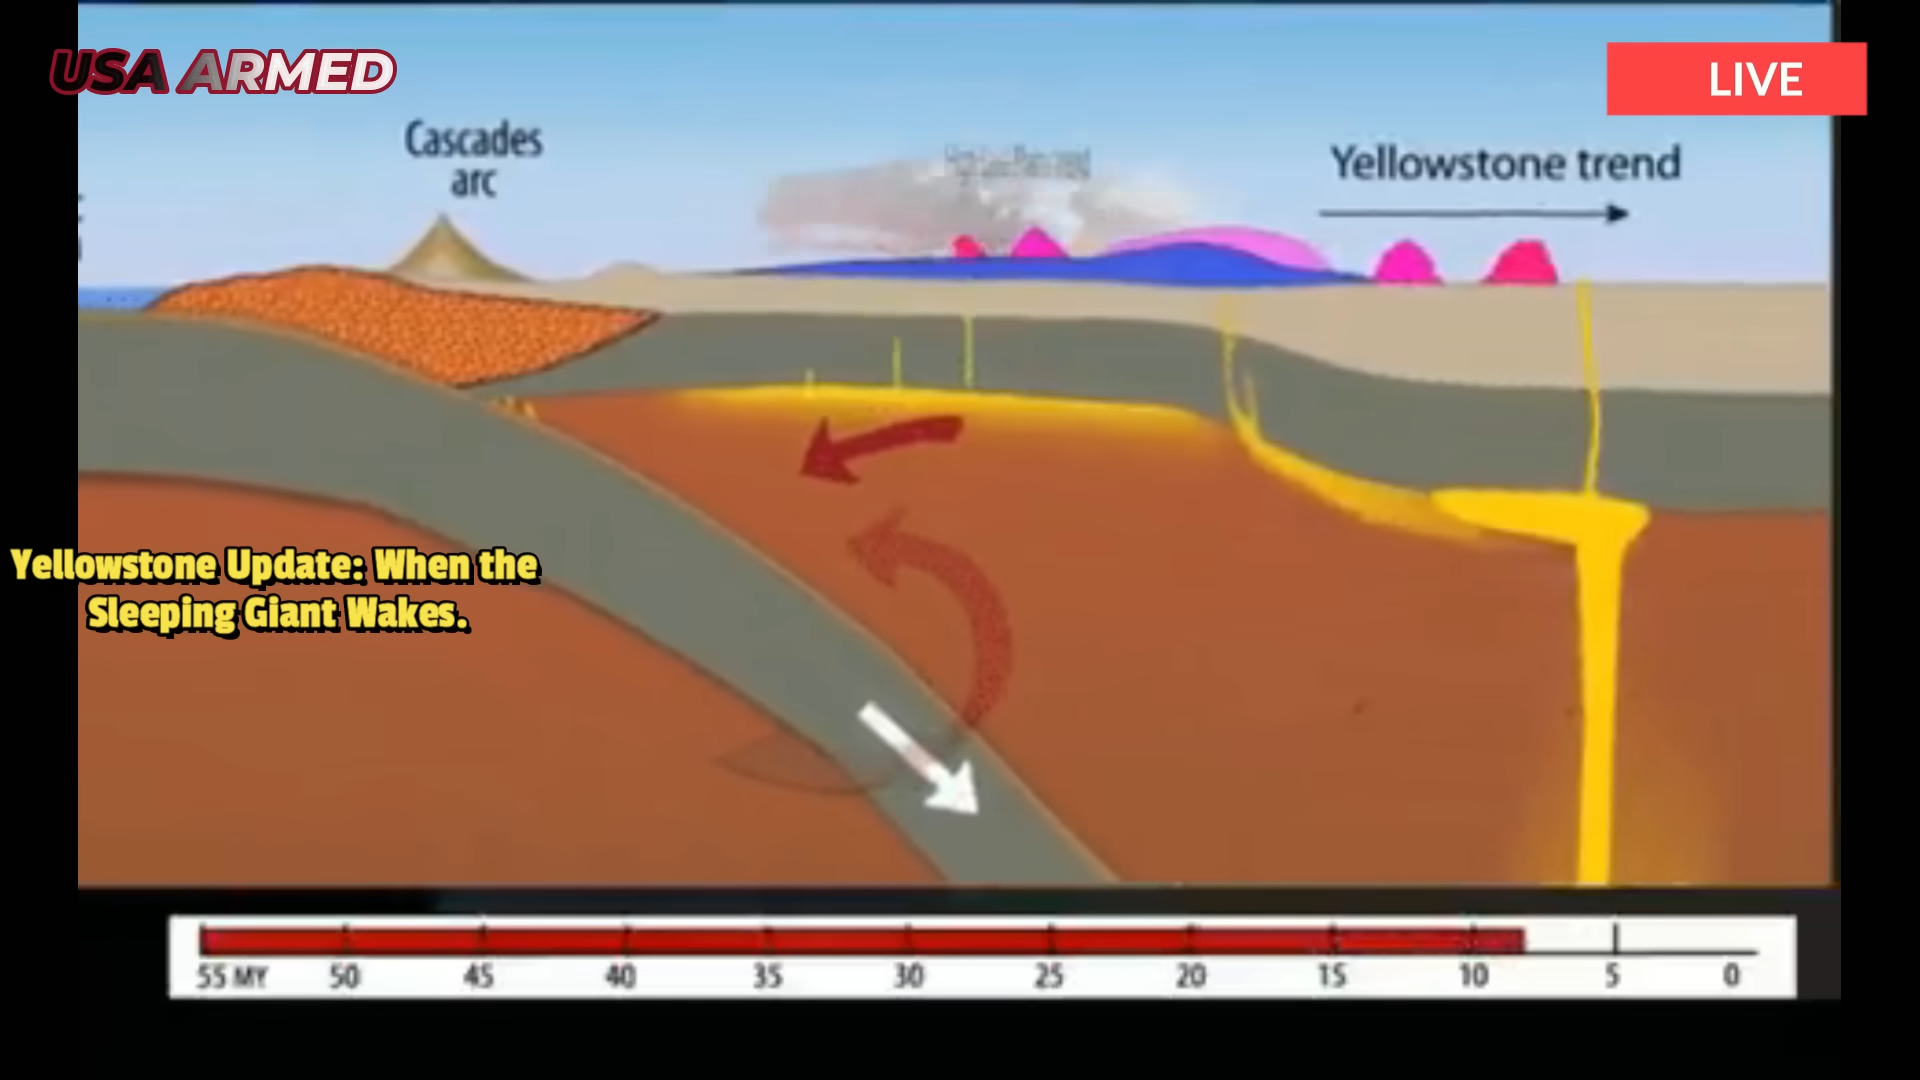 USA ARMED
LIVE
Cascades
arc
Yellowstone trend
Yellowstone Update: When the
Sleeping Giant Wakes.
55 MY 50 45 40 35 30 25 20 15 10 5 0